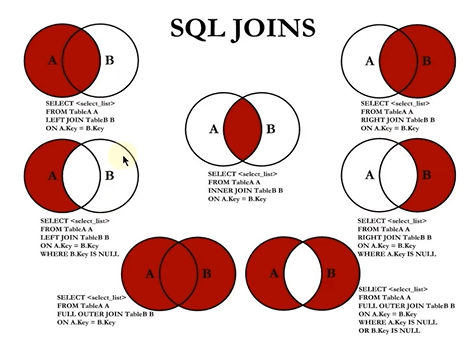 SQL JOINS
A B
SELECT <select_list>
FROM TableA A
LEFT JOIN TableB B
ON A.Key = B.Key
A B
SELECT <select_list>
FROM TableA A
RIGHT JOIN TableB B
ON A.Key = B.Key
A B
SELECT <select_list>
FROM TableA A
INNER JOIN TableB B
ON A.Key = B.Key
A B
SELECT <select_list>
FROM TableA A
LEFT JOIN TableB B
ON A.Key = B.Key
WHERE B.Key IS NULL
A B
SELECT <select_list>
FROM TableA A
RIGHT JOIN TableB B
ON A.Key = B.Key
WHERE A.Key IS NULL
A B
SELECT <select_list>
FROM TableA A
FULL OUTER JOIN TableB B
ON A.Key = B.Key
A B
SELECT <select_list>
FROM TableA A
FULL OUTER JOIN TableB B
ON A.Key = B.Key
WHERE A.Key IS NULL
OR B.Key IS NULL